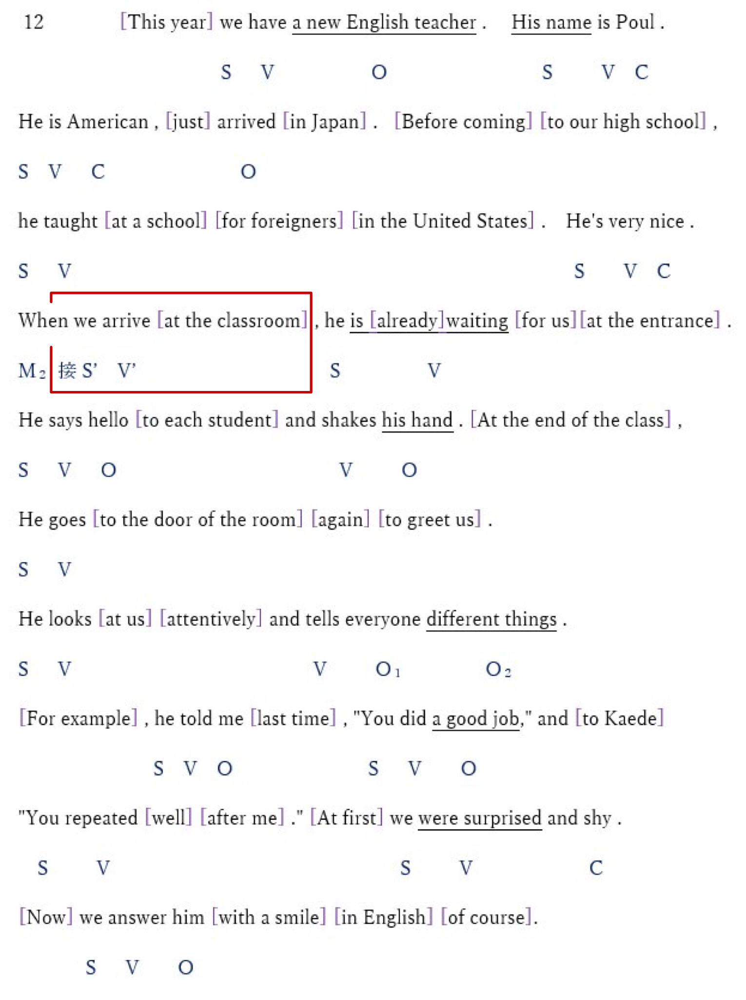 12 [This year] we have a new English teacher . His name is Poul .
S V O S V C
He is American , [just] arrived [in Japan] . [Before coming] [to our high school] ,
S V C O
he taught [at a school] [for foreigners] [in the United States] . He's very nice .
S V S V C
When we arrive [at the classroom] , he is [already]waiting [for us][at the entrance] .
M₂ 接 S’ V’ S V
He says hello [to each student] and shakes his hand . [At the end of the class] ,
S V O V O
He goes [to the door of the room] [again] [to greet us] .
S V
He looks [at us] [attentively] and tells everyone different things .
S V V O₁ O₂
[For example] , he told me [last time] , "You did a good job," and [to Kaede]
S V O S V O
"You repeated [well] [after me] ." [At first] we were surprised and shy .
S V S V C
[Now] we answer him [with a smile] [in English] [of course].
S V O